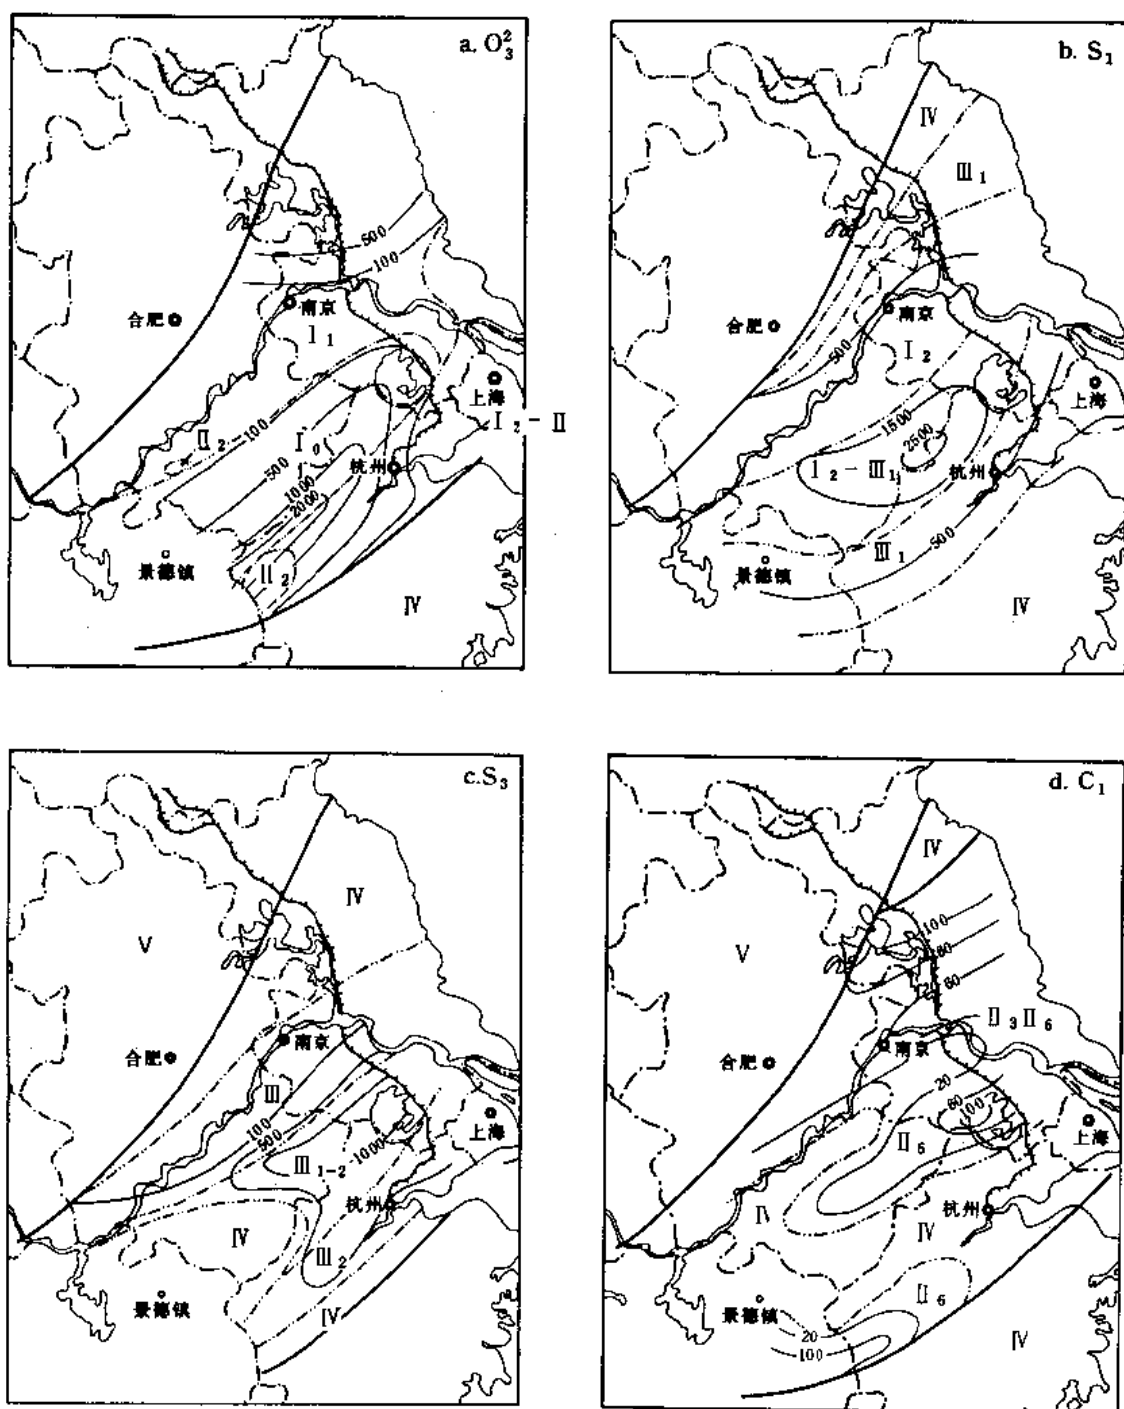 a. O₃²
500
100
合肥
南京
I₁
上海
II₂
100
I₂-II
500
杭州
1000
2000
景德镇
II₂
IV
b. S₁
IV
III₁
合肥
南京
500
I₂
上海
1500
2500
I₂-III₁
杭州
III₁
500
景德镇
IV
c. S₃
IV
V
合肥
南京
III
100
500
上海
III₁₋₂
1000
杭州
IV
III₂
景德镇
IV
d. C₁
IV
100
V
60
II₃ II₆
南京
合肥
20
60
100
上海
II₆
杭州
IV
II₆
景德镇
20
100
IV